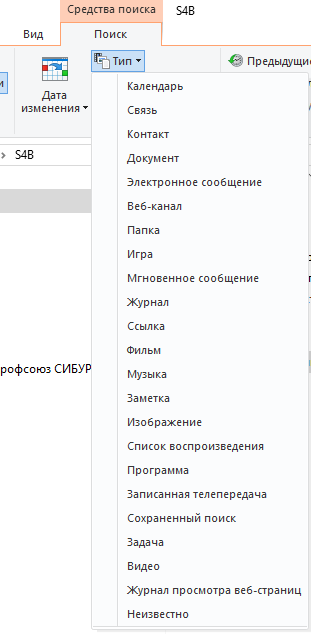 Средства поиска
S4B
Вид
Поиск
Дата изменения
Тип
Предыдущие
S4B
Календарь
Связь
Контакт
Документ
Электронное сообщение
Веб-канал
Папка
Игра
Мгновенное сообщение
Журнал
Ссылка
Фильм
рофсоюз СИБУР
Музыка
Заметка
Изображение
Список воспроизведения
Программа
Записанная телепередача
Сохраненный поиск
Задача
Видео
Журнал просмотра веб-страниц
Неизвестно